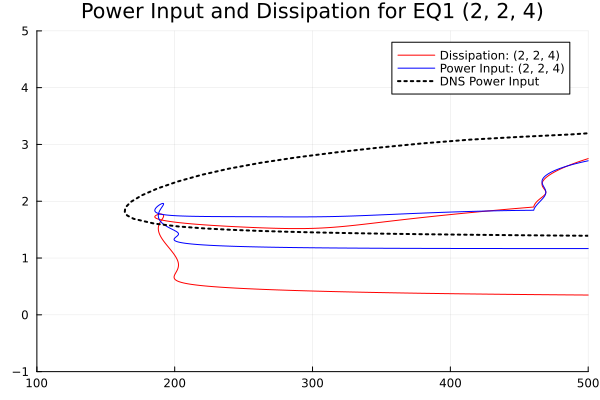 Power Input and Dissipation for EQ1 (2, 2, 4)
5
Dissipation: (2, 2, 4)
Power Input: (2, 2, 4)
DNS Power Input
4
3
2
1
0
−1
100 200 300 400 500